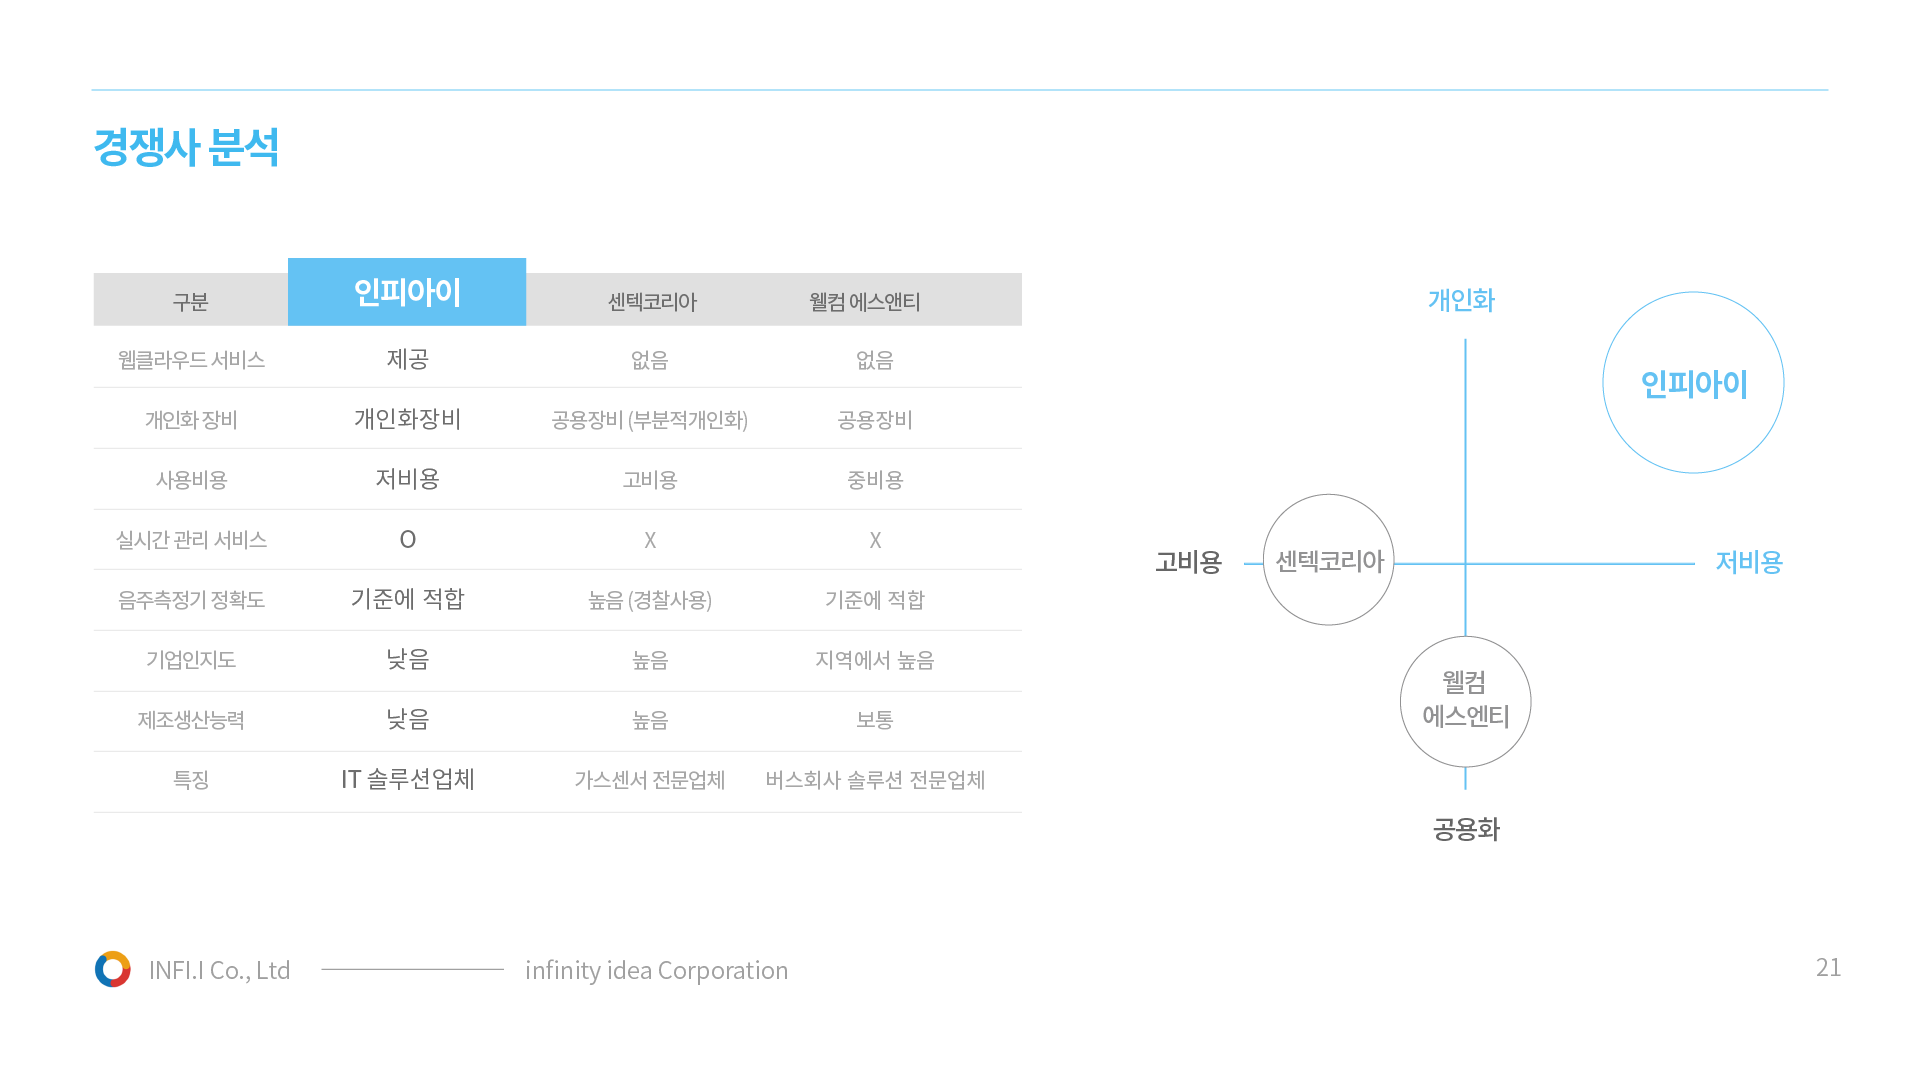 경쟁사 분석
구분 인피아이 센텍코리아 웰컴 에스앤티
웹클라우드 서비스 제공 없음 없음
개인화 장비 개인화장비 공용장비 (부분적개인화) 공용장비
사용비용 저비용 고비용 중비용
실시간 관리 서비스 O X X
음주측정기 정확도 기준에 적합 높음 (경찰사용) 기준에 적합
기업인지도 낮음 높음 지역에서 높음
제조생산능력 낮음 높음 보통
특징 IT 솔루션업체 가스센서 전문업체 버스회사 솔루션 전문업체
개인화
인피아이
고비용
센텍코리아
저비용
웰컴
에스엔티
공용화
INFI.I Co., Ltd
infinity idea Corporation
21